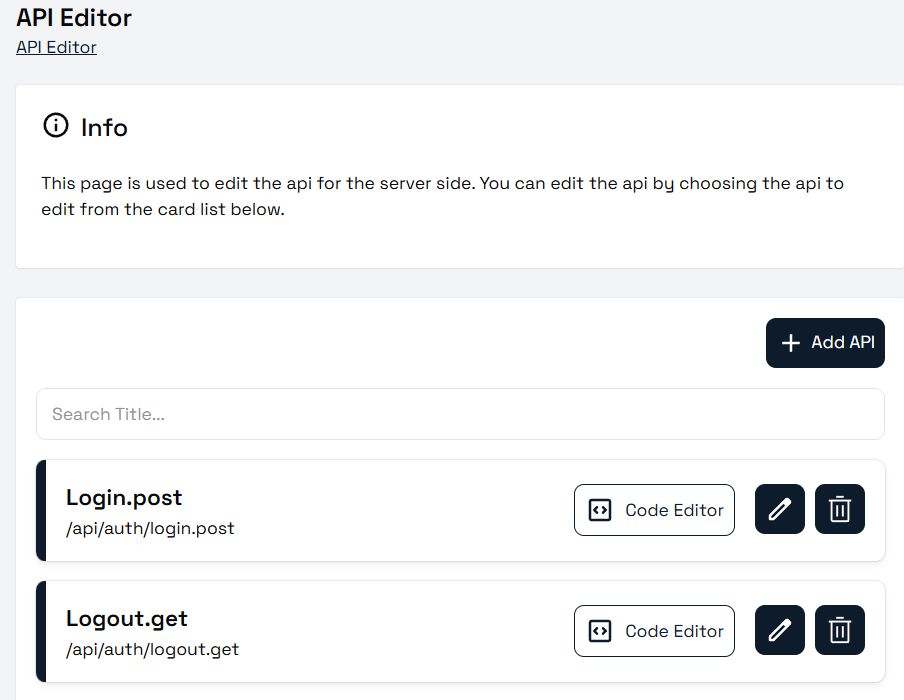 API Editor
API Editor
Info
This page is used to edit the api for the server side. You can edit the api by choosing the api to
edit from the card list below.
Add API
Search Title...
Login.post
/api/auth/login.post
Code Editor
Logout.get
/api/auth/logout.get
Code Editor